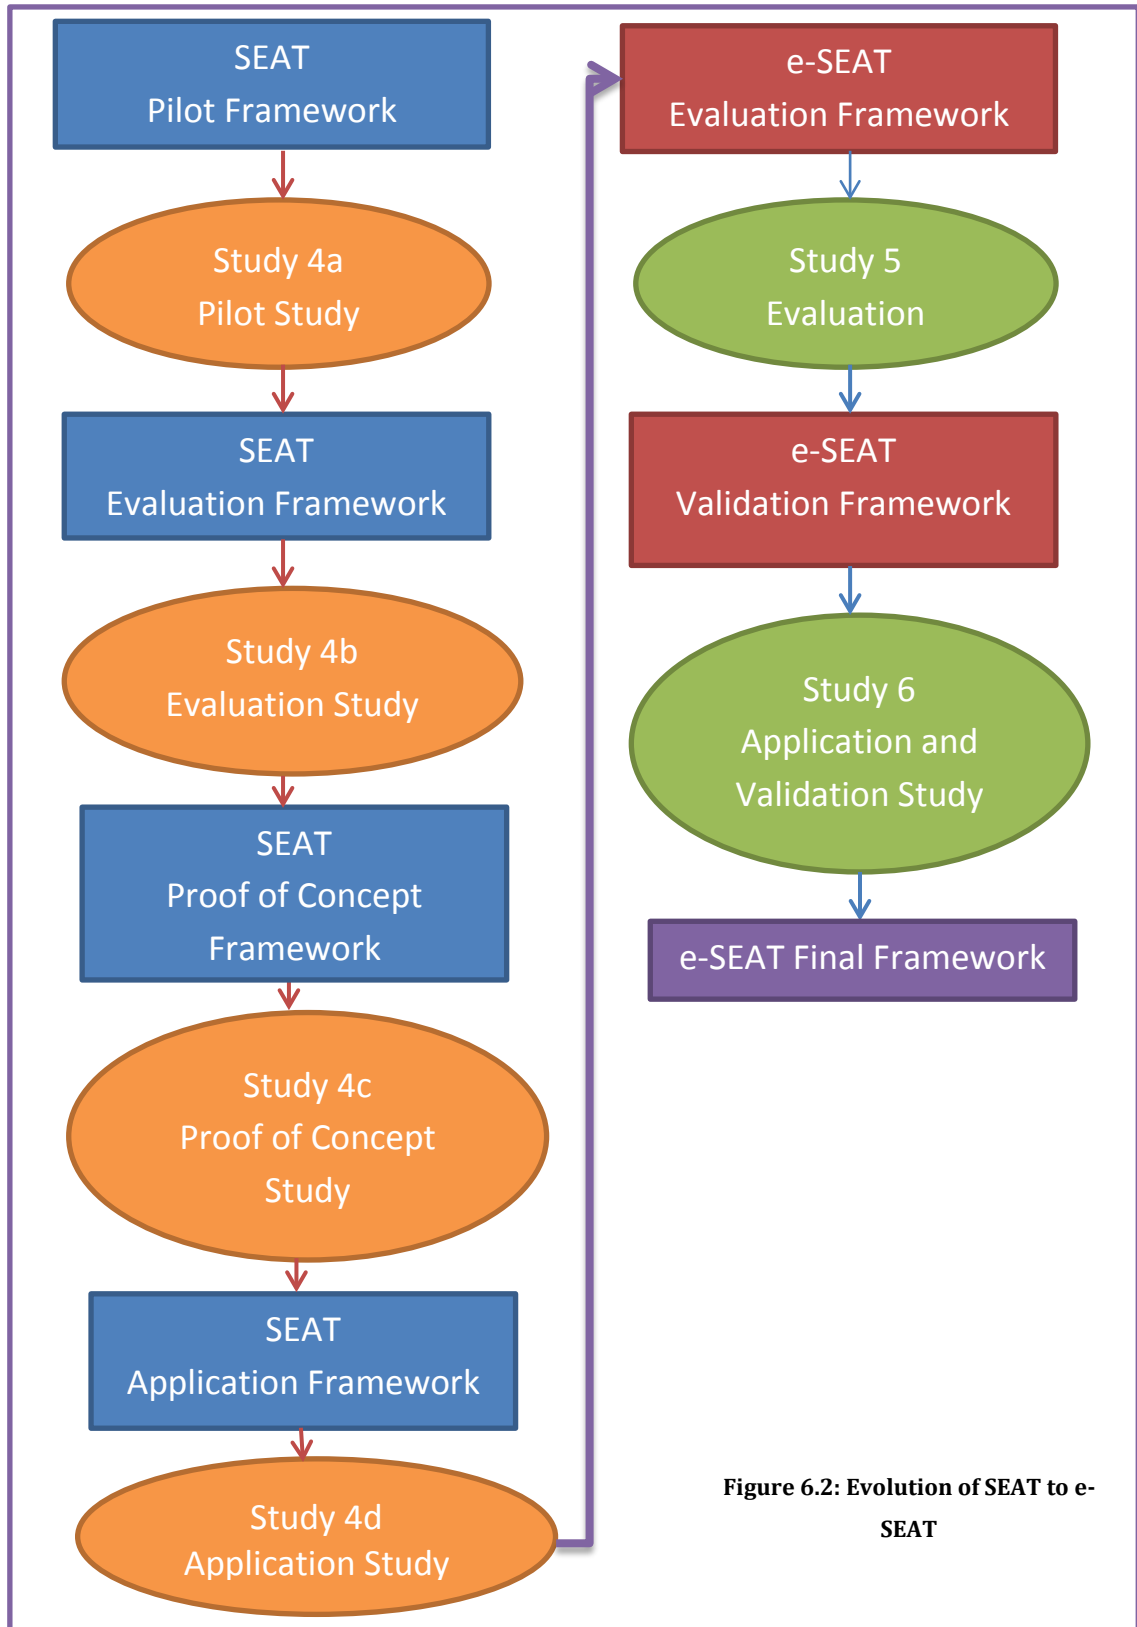 SEAT
Pilot Framework
Study 4a
Pilot Study
SEAT
Evaluation Framework
Study 4b
Evaluation Study
SEAT
Proof of Concept
Framework
Study 4c
Proof of Concept
Study
SEAT
Application Framework
Study 4d
Application Study
e-SEAT
Evaluation Framework
Study 5
Evaluation
e-SEAT
Validation Framework
Study 6
Application and
Validation Study
e-SEAT Final Framework
Figure 6.2: Evolution of SEAT to e-
SEAT